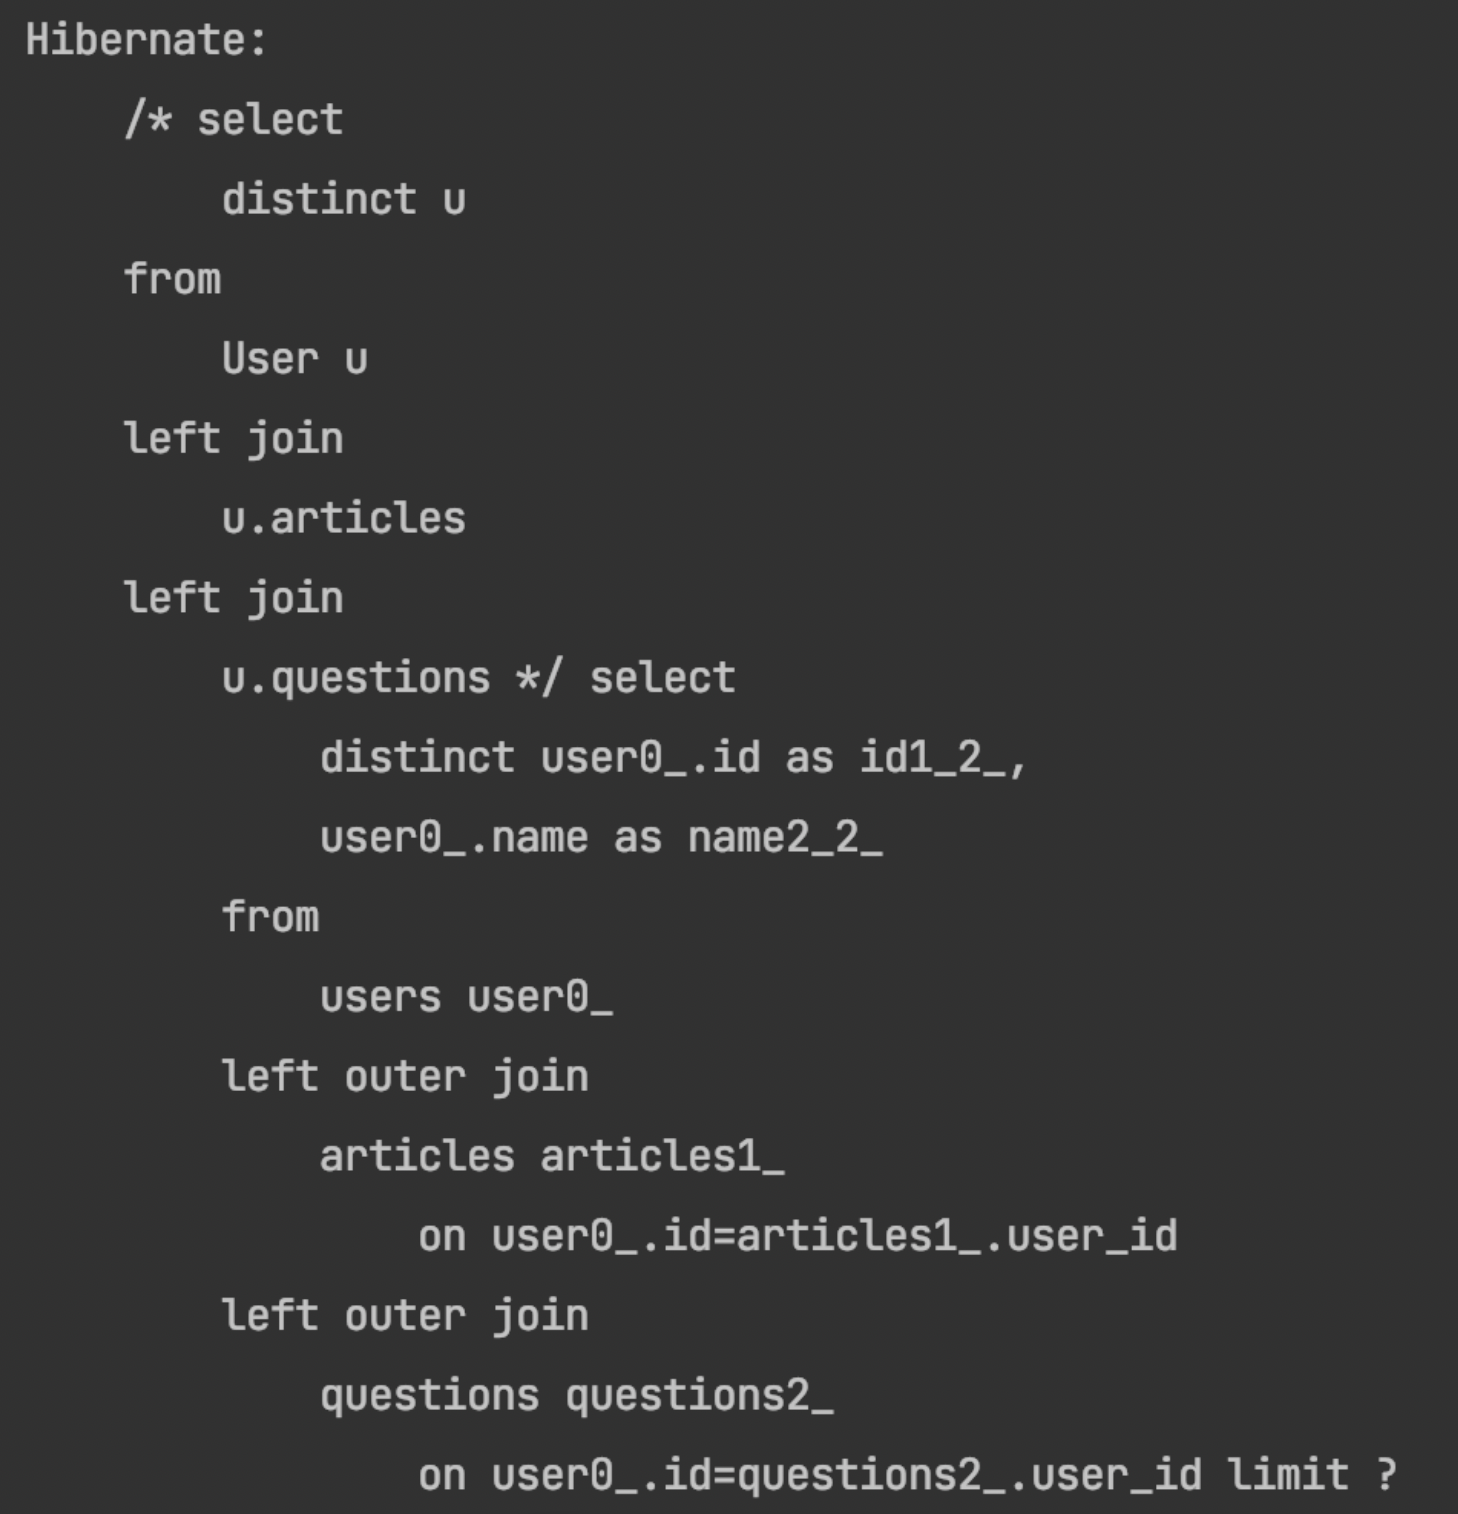 Hibernate:
/* select
distinct u
from
User u
left join
u.articles
left join
u.questions */ select
distinct user0_.id as id1_2_,
user0_.name as name2_2_
from
users user0_
left outer join
articles articles1_
on user0_.id=articles1_.user_id
left outer join
questions questions2_
on user0_.id=questions2_.user_id limit ?